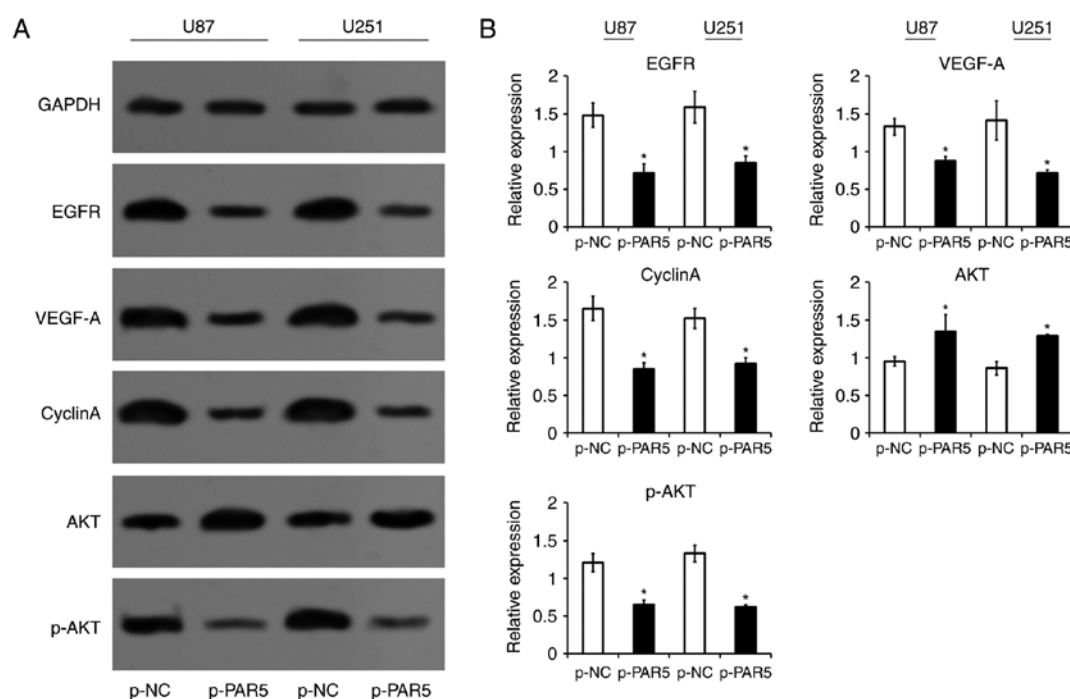 A
U87 U251
GAPDH
EGFR
VEGF-A
CyclinA
AKT
p-AKT
p-NC p-PAR5 p-NC p-PAR5
B
U87 U251
EGFR
Relative expression
2
1.5
1
0.5
0
*
*
p-NC p-PAR5 p-NC p-PAR5
U87 U251
VEGF-A
Relative expression
2
1.5
1
0.5
0
*
*
p-NC p-PAR5 p-NC p-PAR5
CyclinA
Relative expression
2
1.5
1
0.5
0
*
*
p-NC p-PAR5 p-NC p-PAR5
AKT
Relative expression
2
1.5
1
0.5
0
*
*
p-NC p-PAR5 p-NC p-PAR5
p-AKT
Relative expression
2
1.5
1
0.5
0
*
*
p-NC p-PAR5 p-NC p-PAR5